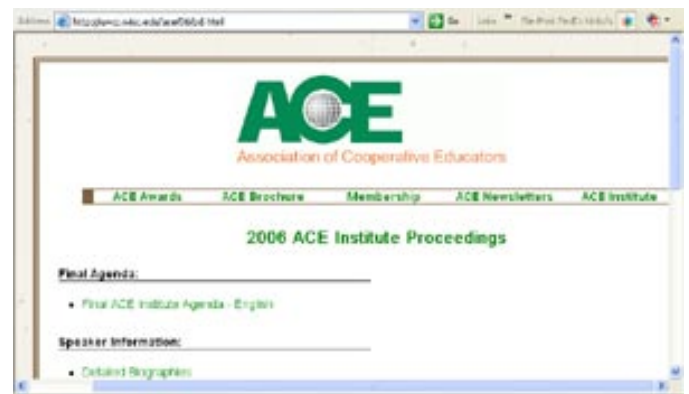 Go
ACE
Association of Cooperative Educators
ACE Awards ACE Brochure Membership ACE Newsletters ACE Institute
2006 ACE Institute Proceedings
Final Agenda:
Final ACE Institute Agenda - English
Speaker Information:
Detailed Biographies